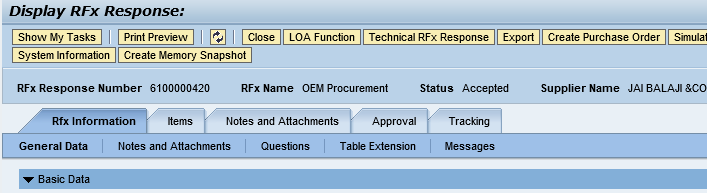 Display RFx Response:
Show My Tasks Print Preview Close LOA Function Technical RFx Response Export Create Purchase Order Simulat
System Information Create Memory Snapshot
RFx Response Number 6100000420 RFx Name OEM Procurement Status Accepted Supplier Name JAI BALAJI &CO
Rfx Information Items Notes and Attachments Approval Tracking
General Data Notes and Attachments Questions Table Extension Messages
Basic Data